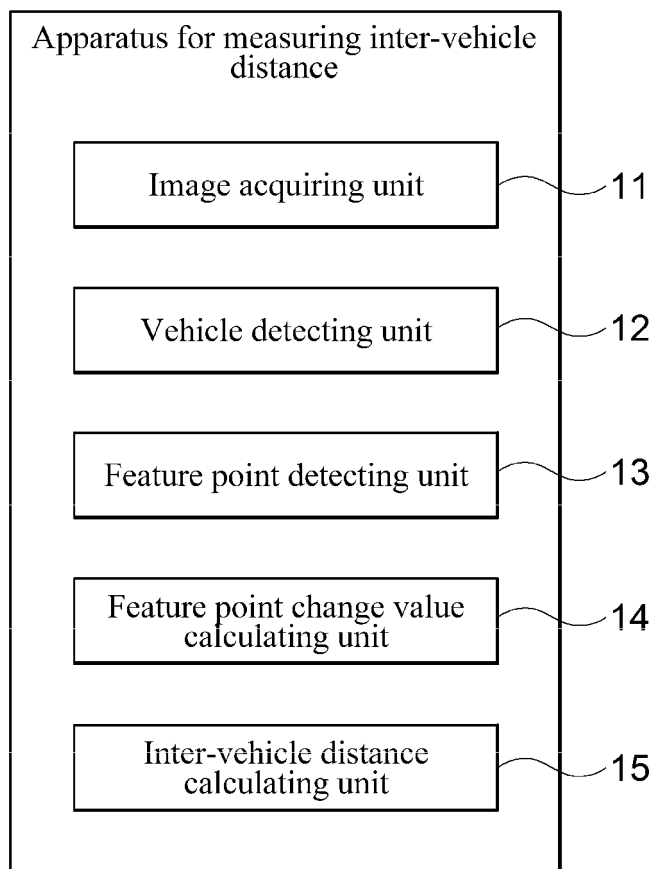 Apparatus for measuring inter-vehicle
distance
Image acquiring unit
11
Vehicle detecting unit
12
Feature point detecting unit
13
Feature point change value
calculating unit
14
Inter-vehicle distance
calculating unit
15